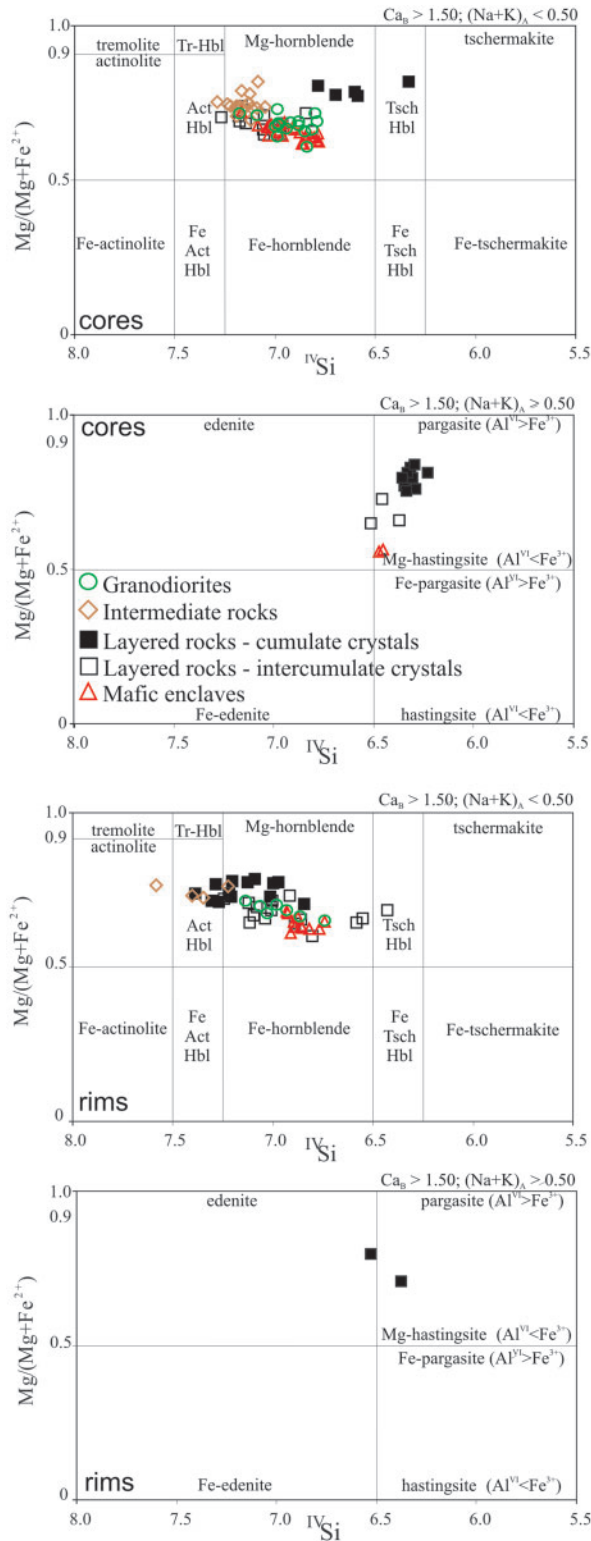 Ca_B > 1.50; (Na+K)_A < 0.50
1.0
tremolite
actinolite
Tr-Hbl
Mg-hornblende
tschermakite
0.9
Act
Hbl
Tsch
Hbl
Mg/(Mg+Fe²⁺)
0.5
Fe-actinolite
Fe
Act
Hbl
Fe-hornblende
Fe
Tsch
Hbl
Fe-tschermakite
cores
0
8.0 7.5 7.0 6.5 6.0 5.5
ᴵⱽSi
Ca_B > 1.50; (Na+K)_A > 0.50
1.0
cores
edenite
pargasite (Alⱽᴵ>Fe³⁺)
0.9
Mg/(Mg+Fe²⁺)
Mg-hastingsite (Alⱽᴵ<Fe³⁺)
0.5
Fe-pargasite (Alⱽᴵ>Fe³⁺)
Granodiorites
Intermediate rocks
Layered rocks - cumulate crystals
Layered rocks - intercumulate crystals
Mafic enclaves
Fe-edenite
hastingsite (Alⱽᴵ<Fe³⁺)
0
8.0 7.5 7.0 6.5 6.0 5.5
ᴵⱽSi
Ca_B > 1.50; (Na+K)_A < 0.50
1.0
tremolite
actinolite
Tr-Hbl
Mg-hornblende
tschermakite
0.9
Act
Hbl
Tsch
Hbl
Mg/(Mg+Fe²⁺)
0.5
Fe-actinolite
Fe
Act
Hbl
Fe-hornblende
Fe
Tsch
Hbl
Fe-tschermakite
rims
0
8.0 7.5 7.0 6.5 6.0 5.5
ᴵⱽSi
Ca_B > 1.50; (Na+K)_A > 0.50
1.0
edenite
pargasite (Alⱽᴵ>Fe³⁺)
0.9
Mg/(Mg+Fe²⁺)
Mg-hastingsite (Alⱽᴵ<Fe³⁺)
0.5
Fe-pargasite (Alⱽᴵ>Fe³⁺)
rims
Fe-edenite
hastingsite (Alⱽᴵ<Fe³⁺)
0
8.0 7.5 7.0 6.5 6.0 5.5
ᴵⱽSi